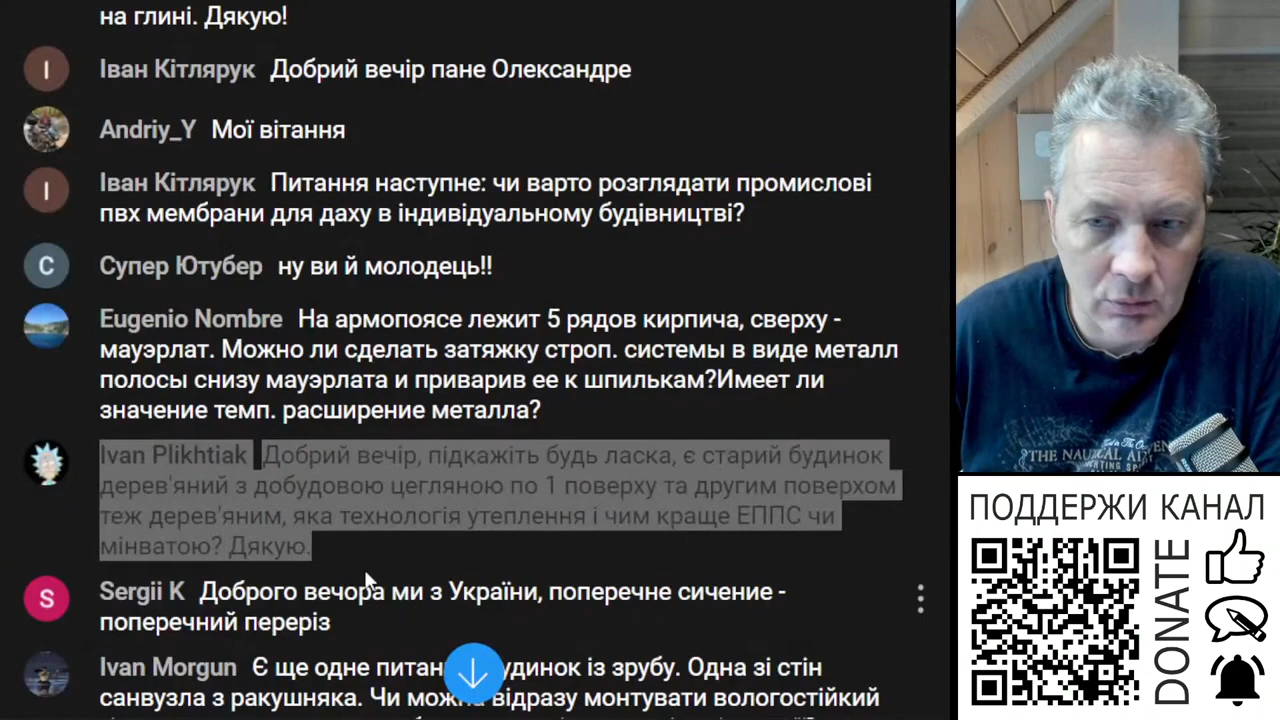 на глині. Дякую!
I
Іван Кітлярук Добрий вечір пане Олександре
Andriy_Y Мої вітання
I
Іван Кітлярук Питання наступне: чи варто розглядати промислові
пвх мембрани для даху в індивідуальному будівництві?
С
Супер Ютубер ну ви й молодець!!
Eugenio Nombre На армопоясе лежит 5 рядов кирпича, сверху -
мауэрлат. Можно ли сделать затяжку строп. системы в виде металл
полосы снизу мауэрлата и приварив ее к шпилькам?Имеет ли
значение темп. расширение металла?
Ivan Plikhtiak Добрий вечір, підкажіть будь ласка, є старий будинок
дерев'яний з добудовою цегляною по 1 поверху та другим поверхом
теж дерев'яним, яка технологія утеплення і чим краще ЕППС чи
мінватою? Дякую.
S
Sergii K Доброго вечора ми з України, поперечне сичение -
поперечний переріз
Ivan Morgun Є ще одне питан удинок із зрубу. Одна зі стін
санвузла з ракушняка. Чи можна відразу монтувати вологостійкий
THE NAUTICAL
ПОДДЕРЖИ КАНАЛ
DONATE